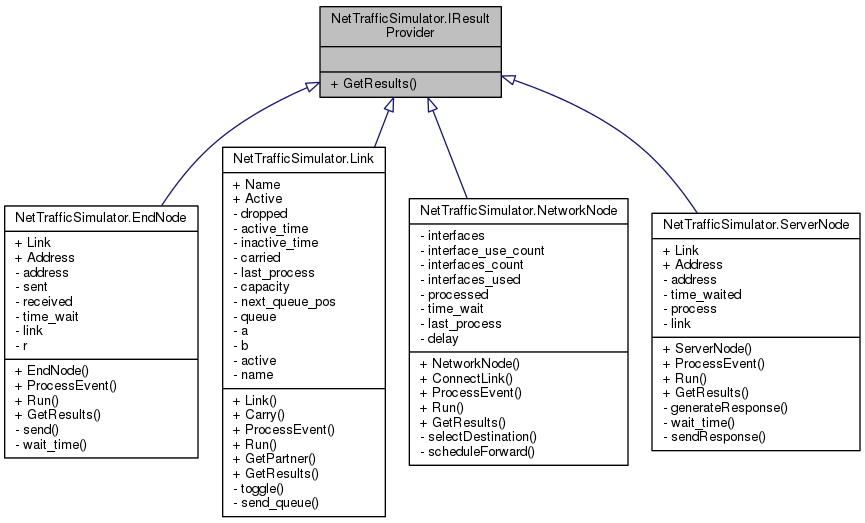 NetTrafficSimulator.IResult
Provider
+ GetResults()
NetTrafficSimulator.EndNode
+ Link
+ Address
- address
- sent
- received
- time_wait
- link
- r
+ EndNode()
+ ProcessEvent()
+ Run()
+ GetResults()
- send()
- wait_time()
NetTrafficSimulator.Link
+ Name
+ Active
- dropped
- active_time
- inactive_time
- carried
- last_process
- capacity
- next_queue_pos
- queue
- a
- b
- active
- name
+ Link()
+ Carry()
+ ProcessEvent()
+ Run()
+ GetPartner()
+ GetResults()
- toggle()
- send_queue()
NetTrafficSimulator.NetworkNode
- interfaces
- interface_use_count
- interfaces_count
- interfaces_used
- processed
- time_wait
- last_process
- delay
+ NetworkNode()
+ ConnectLink()
+ ProcessEvent()
+ Run()
+ GetResults()
- selectDestination()
- scheduleForward()
NetTrafficSimulator.ServerNode
+ Link
+ Address
- address
- time_waited
- process
- link
+ ServerNode()
+ ProcessEvent()
+ Run()
+ GetResults()
- generateResponse()
- wait_time()
- sendResponse()